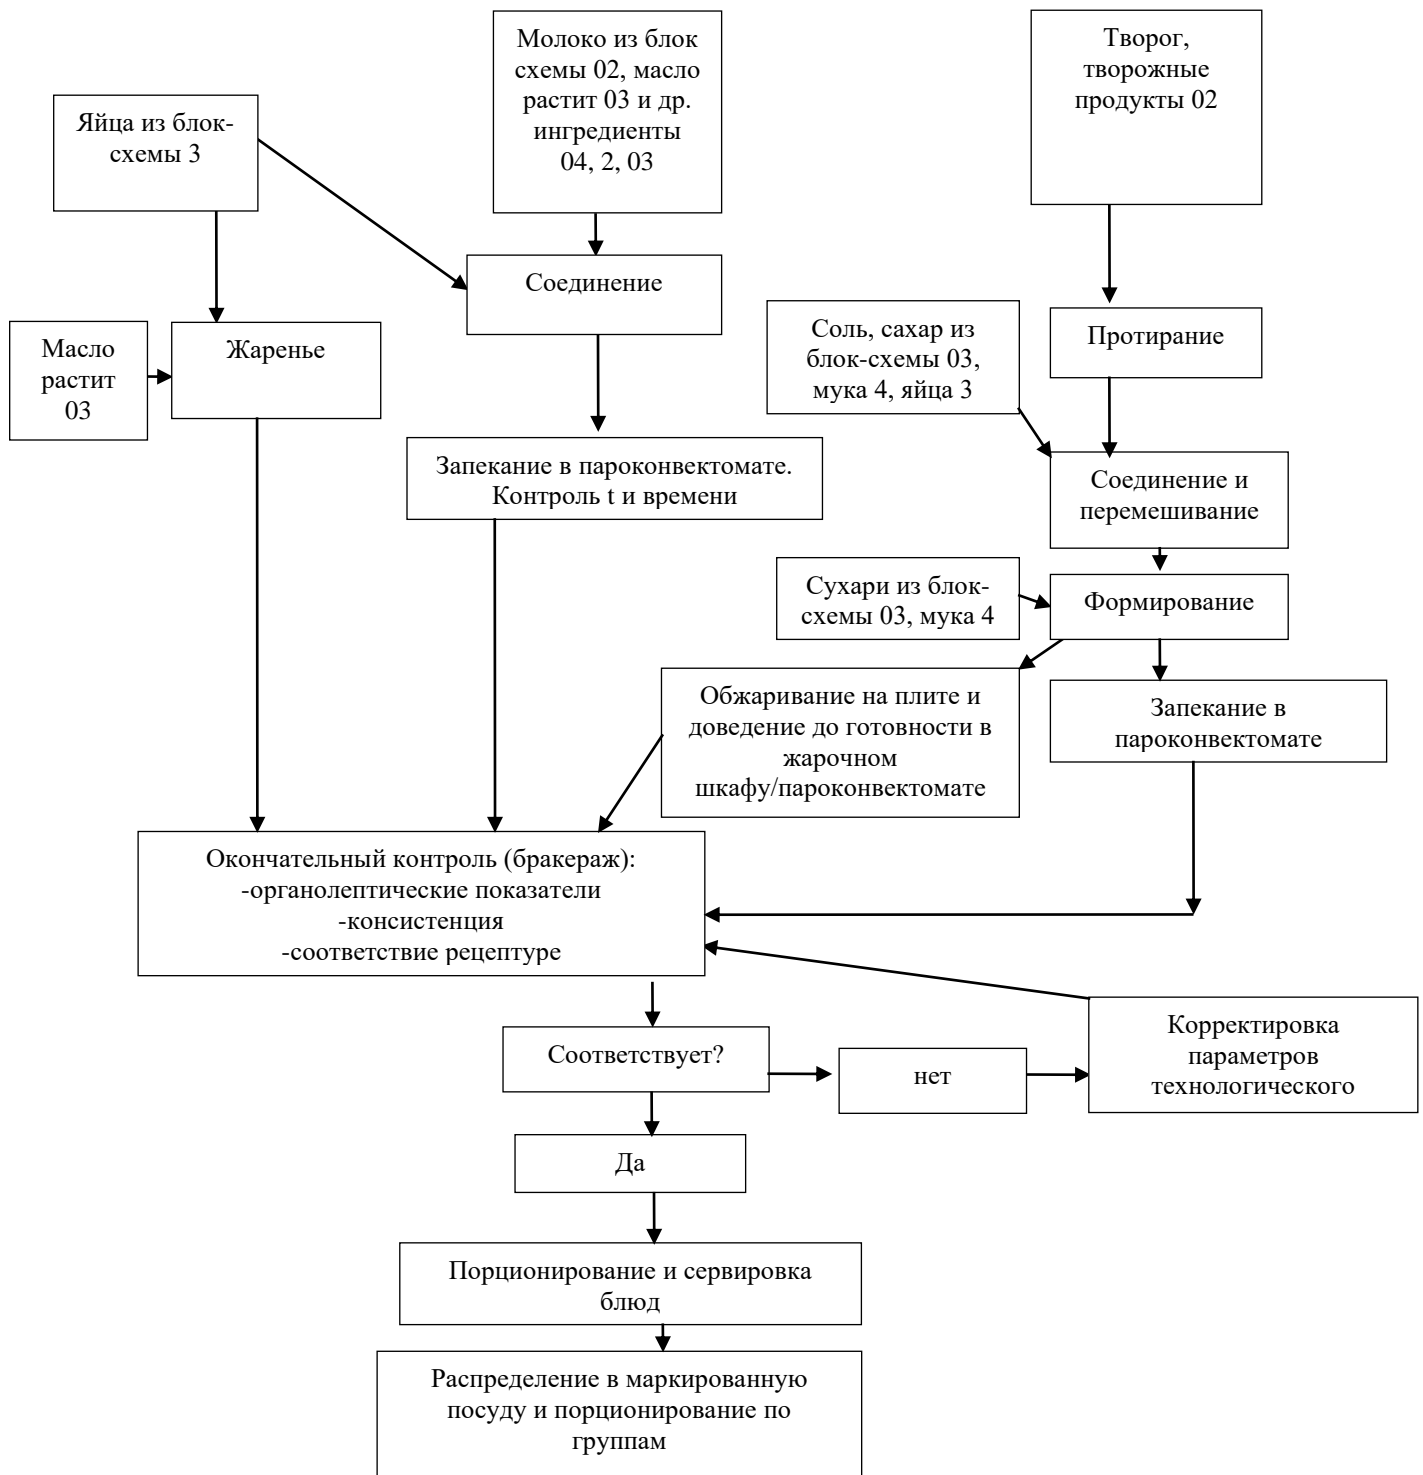 Молоко из блок
схемы 02, масло
растит 03 и др.
ингредиенты
04, 2, 03
Творог,
творожные
продукты 02
Яйца из блок-
схемы 3
Соединение
Соль, сахар из
блок-схемы 03,
мука 4, яйца 3
Протирание
Масло
растит
03
Жаренье
Запекание в пароконвектомате.
Контроль t и времени
Соединение и
перемешивание
Сухари из блок-
схемы 03, мука 4
Формирование
Обжаривание на плите и
доведение до готовности в
жарочном
шкафу/пароконвектомате
Запекание в
пароконвектомате
Окончательный контроль (бракераж):
-органолептические показатели
-консистенция
-соответствие рецептуре
Соответствует?
нет
Корректировка
параметров
технологического
Да
Порционирование и сервировка
блюд
Распределение в маркированную
посуду и порционирование по
группам